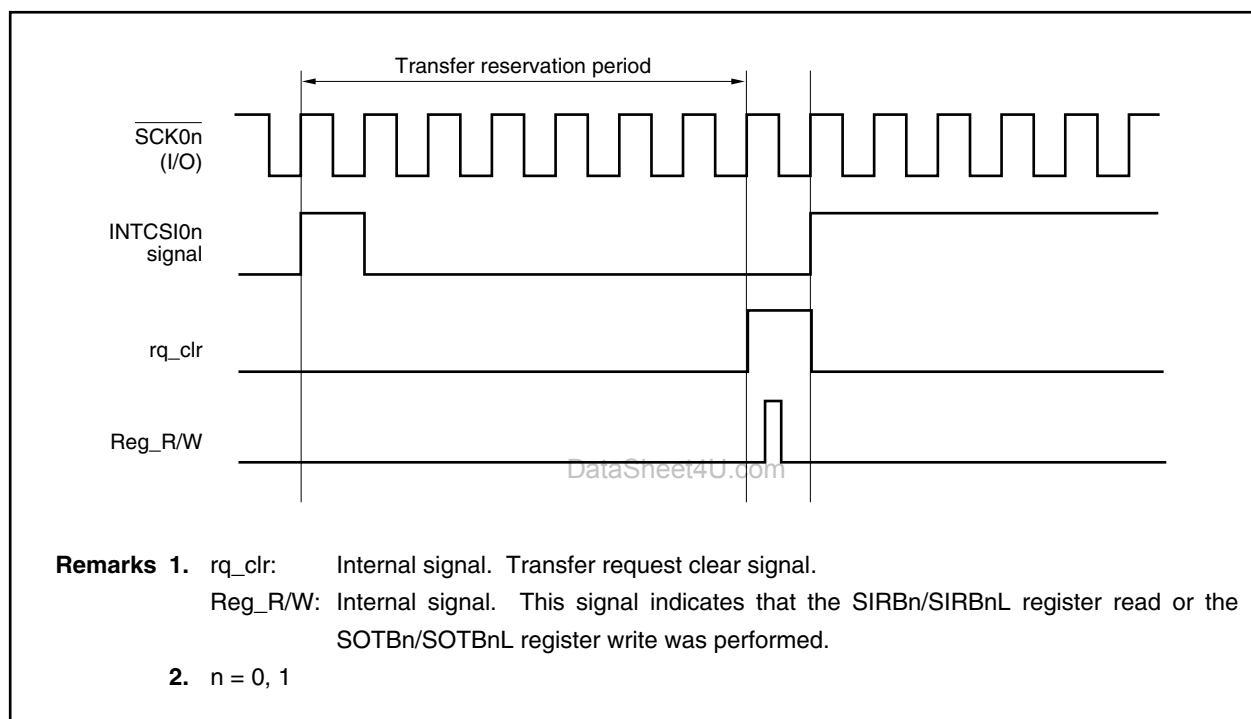 Transfer reservation period
SCK0n
(I/O)
INTCSI0n
signal
rq_clr
Reg_R/W
DataSheet4U.com
Remarks 1. rq_clr: Internal signal. Transfer request clear signal.
Reg_R/W: Internal signal. This signal indicates that the SIRBn/SIRBnL register read or the
SOTBn/SOTBnL register write was performed.
2. n = 0, 1